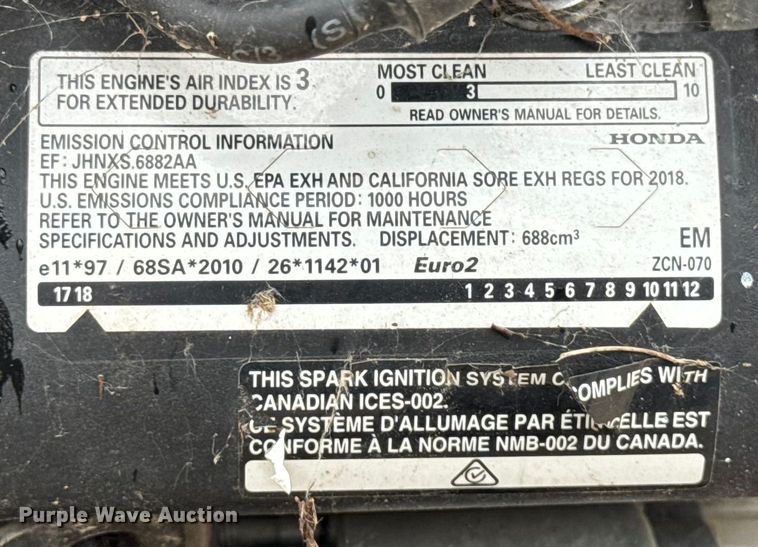 THIS ENGINE'S AIR INDEX IS 3
FOR EXTENDED DURABILITY.
MOST CLEAN LEAST CLEAN
0 3 10
READ OWNER'S MANUAL FOR DETAILS.
EMISSION CONTROL INFORMATION HONDA
EF: JHNXS.6882AA
THIS ENGINE MEETS U.S. EPA EXH AND CALIFORNIA SORE EXH REGS FOR 2018.
U.S. EMISSIONS COMPLIANCE PERIOD: 1000 HOURS
REFER TO THE OWNER'S MANUAL FOR MAINTENANCE
SPECIFICATIONS AND ADJUSTMENTS. DISPLACEMENT: 688cm³ EM
e11*97 / 68SA*2010 / 26*1142*01 Euro2 ZCN-070
17 18 1 2 3 4 5 6 7 8 9 10 11 12
THIS SPARK IGNITION SYSTEM COMPLIES WITH
CANADIAN ICES-002.
CE SYSTÈME D'ALLUMAGE PAR ÉTINCELLE EST
CONFORME À LA NORME NMB-002 DU CANADA.
Purple Wave Auction